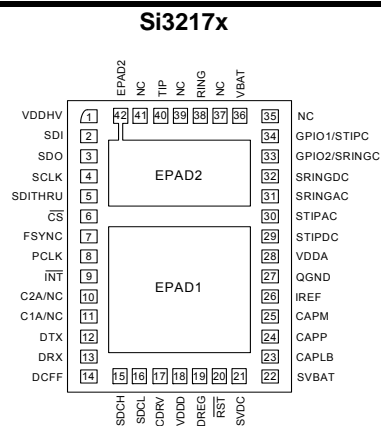 Si3217x
EPAD2
NC
TIP
NC
RING
NC
VBAT
42 41 40 39 38 37 36
VDDHV 1
SDI 2
SDO 3
SCLK 4
SDITHRU 5
CS 6
FSYNC 7
PCLK 8
INT 9
C2A/NC 10
C1A/NC 11
DTX 12
DRX 13
DCFF 14
EPAD2
EPAD1
35 NC
34 GPIO1/STIPC
33 GPIO2/SRINGC
32 SRINGDC
31 SRINGAC
30 STIPAC
29 STIPDC
28 VDDA
27 QGND
26 IREF
25 CAPM
24 CAPP
23 CAPLB
22 SVBAT
15 16 17 18 19 20 21
SDCH
SDCL
CDRV
VDDD
DREG
RST
SVDC